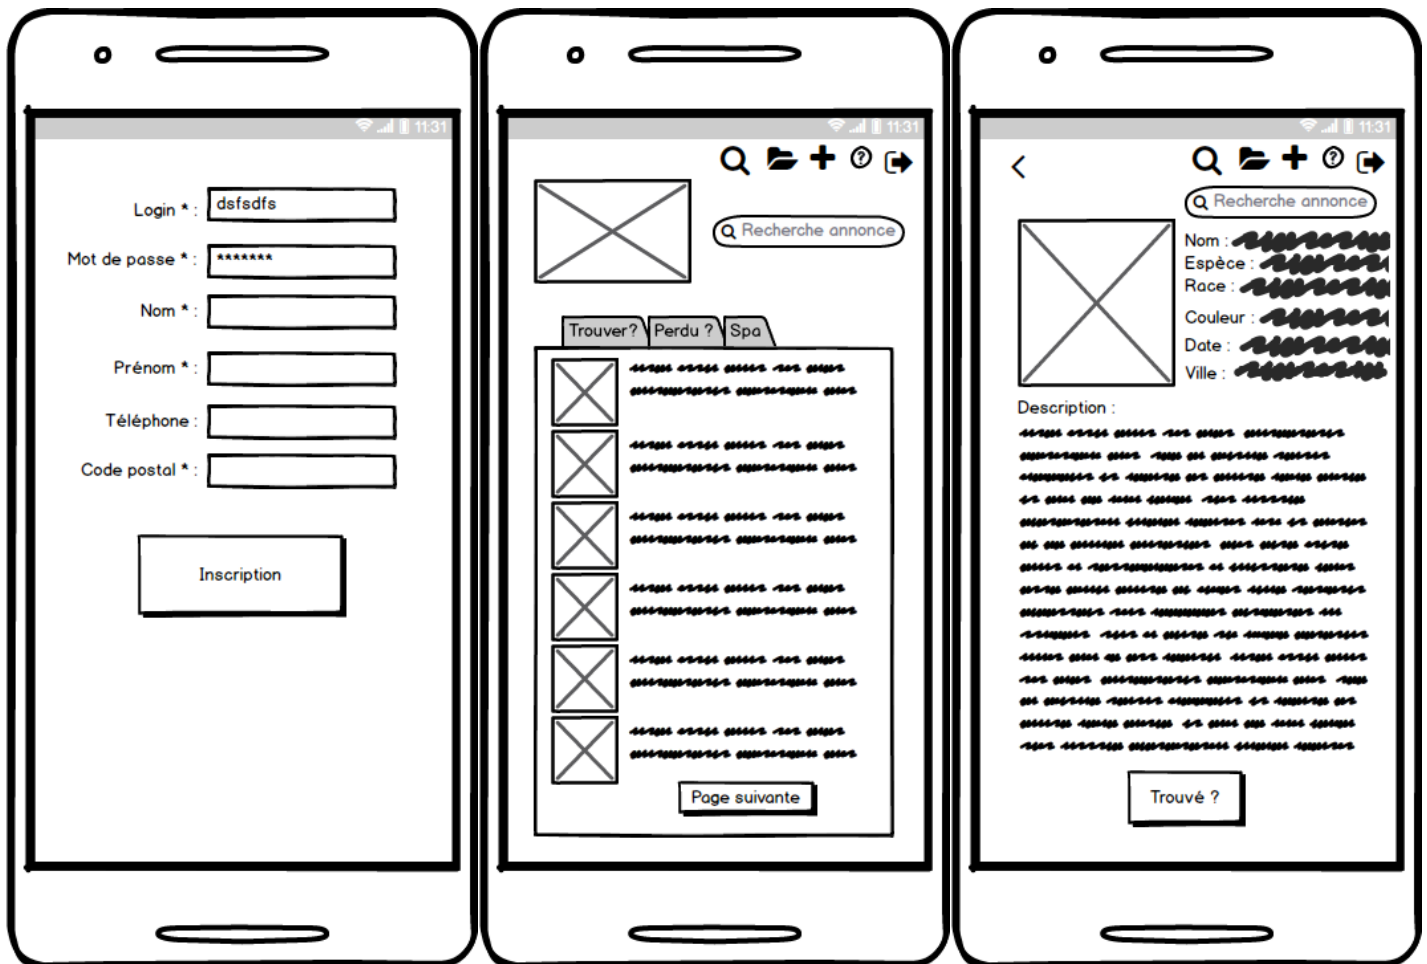 11:31
Login * : dsfsdfs
Mot de passe * : *******
Nom * :
Prénom * :
Téléphone :
Code postal * :
Inscription
11:31
Recherche annonce
Trouver? Perdu ? Spa
Page suivante
11:31
Recherche annonce
Nom :
Espèce :
Race :
Couleur :
Date :
Ville :
Description :
Trouvé ?